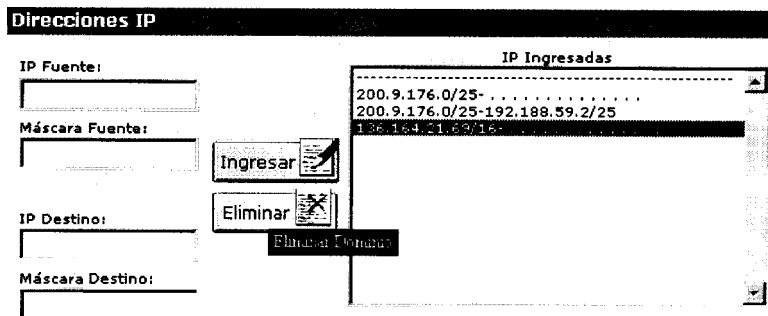 Direcciones IP
IP Fuente:
Máscara Fuente:
IP Destino:
Máscara Destino:
Ingresar
Eliminar
Eliminar Dominio
IP Ingresadas
--------------------------------------------------
200.9.176.0/25- . . . . . . . . . . . . . .
200.9.176.0/25-192.188.59.2/25
136.164.21.69/16- . . . . . . . . . . . . . .